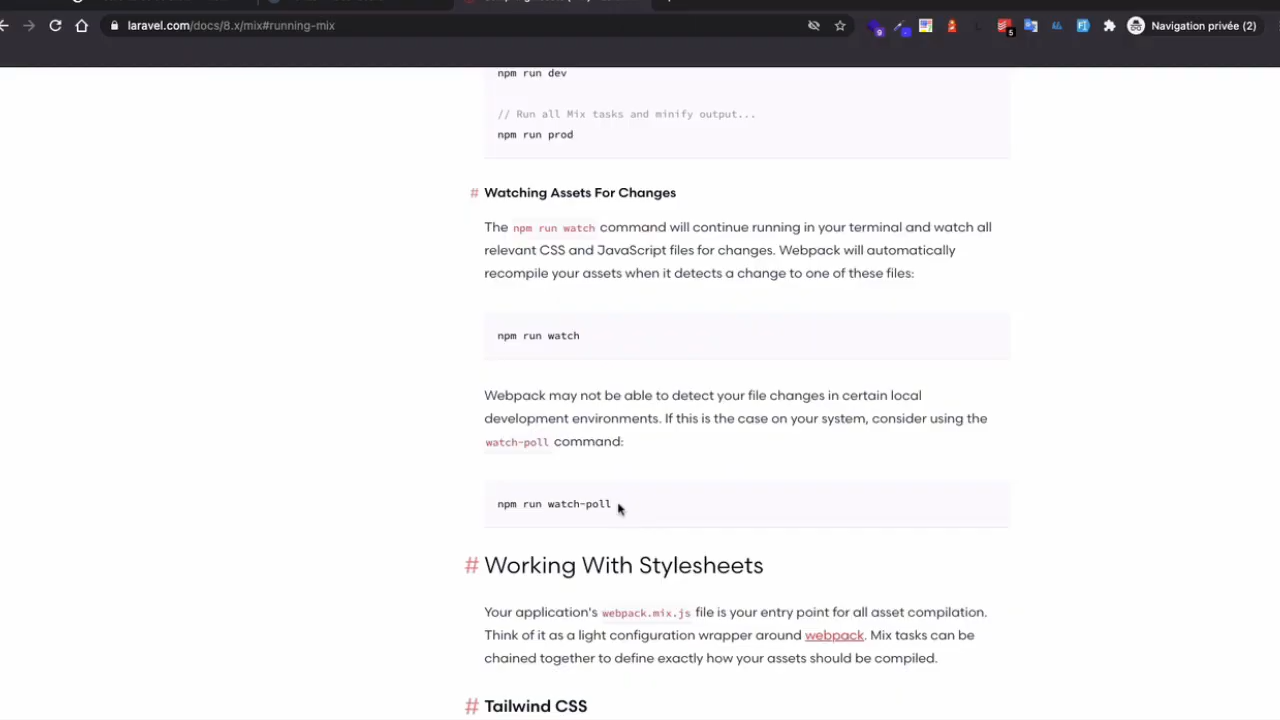 laravel.com/docs/8.x/mix#running-mix
9
5
Navigation privée (2)
npm run dev
// Run all Mix tasks and minify output...
npm run prod
# Watching Assets For Changes
The npm run watch command will continue running in your terminal and watch all
relevant CSS and JavaScript files for changes. Webpack will automatically
recompile your assets when it detects a change to one of these files:
npm run watch
Webpack may not be able to detect your file changes in certain local
development environments. If this is the case on your system, consider using the
watch-poll command:
npm run watch-poll
# Working With Stylesheets
Your application's webpack.mix.js file is your entry point for all asset compilation.
Think of it as a light configuration wrapper around webpack. Mix tasks can be
chained together to define exactly how your assets should be compiled.
# Tailwind CSS